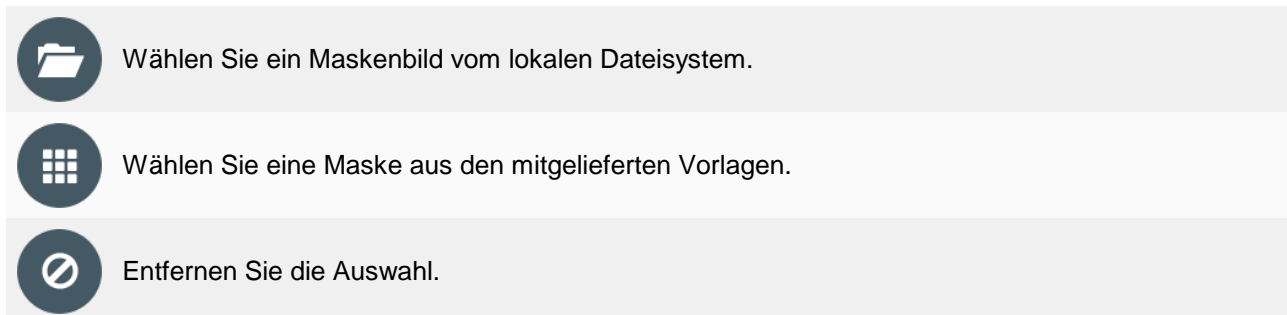 Wählen Sie ein Maskenbild vom lokalen Dateisystem.
Wählen Sie eine Maske aus den mitgelieferten Vorlagen.
Entfernen Sie die Auswahl.